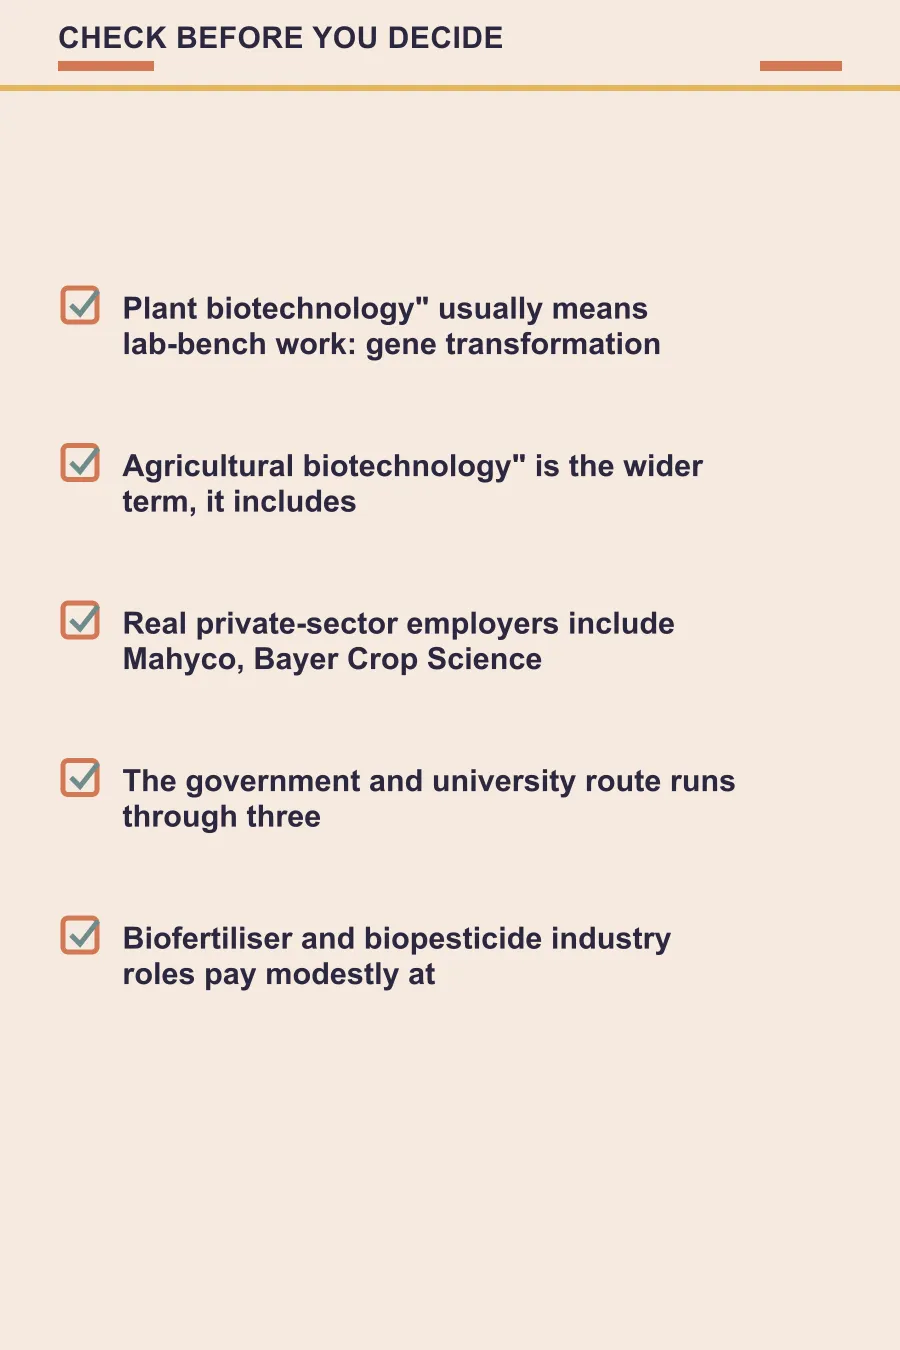 CHECK BEFORE YOU DECIDE
Plant biotechnology" usually means
lab-bench work: gene transformation
Agricultural biotechnology" is the wider
term, it includes
Real private-sector employers include
Mahyco, Bayer Crop Science
The government and university route runs
through three
Biofertiliser and biopesticide industry
roles pay modestly at